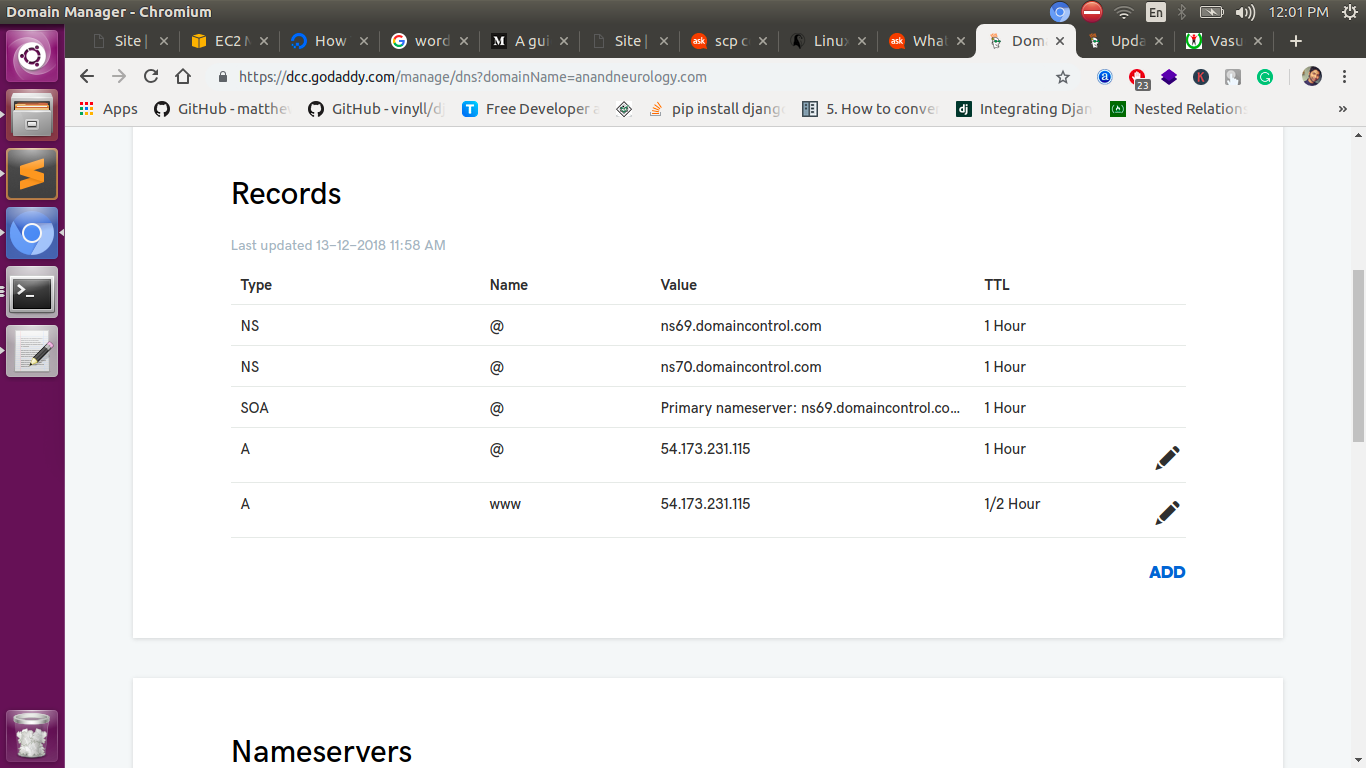 Domain Manager - Chromium
En
12:01 PM
Site |
EC2 M
How
word
A gui
Site |
scp c
Linux
What
Dom
Upda
Vasu
https://dcc.godaddy.com/manage/dns?domainName=anandneurology.com
23
Apps
GitHub - matthew
GitHub - vinyll/dj
Free Developer a
pip install djang
5. How to conver
Integrating Djan
Nested Relations
»
Records
Last updated 13-12-2018 11:58 AM
Type Name Value TTL
NS @ ns69.domaincontrol.com 1 Hour
NS @ ns70.domaincontrol.com 1 Hour
SOA @ Primary nameserver: ns69.domaincontrol.co... 1 Hour
A @ 54.173.231.115 1 Hour
A www 54.173.231.115 1/2 Hour
ADD
Nameservers